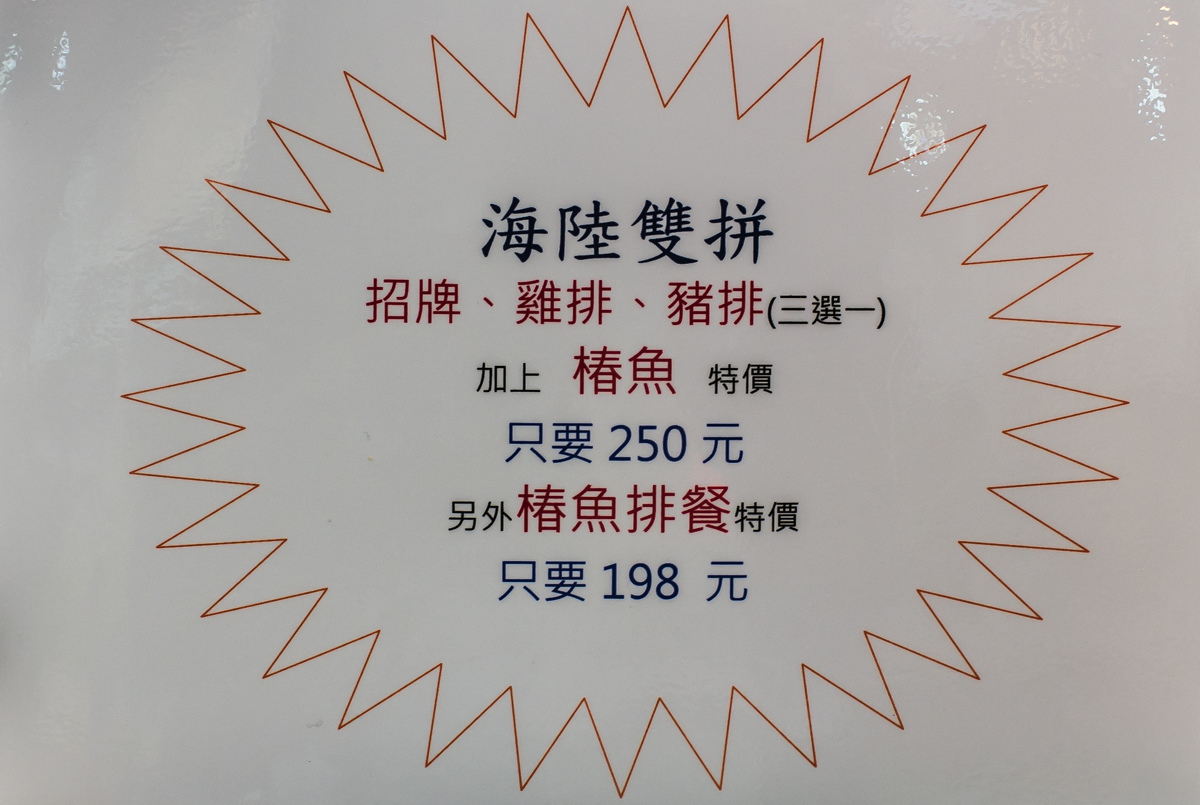 海陸雙拼
招牌、雞排、豬排(三選一)
加上 椿魚 特價
只要 250 元
另外椿魚排餐特價
只要 198 元